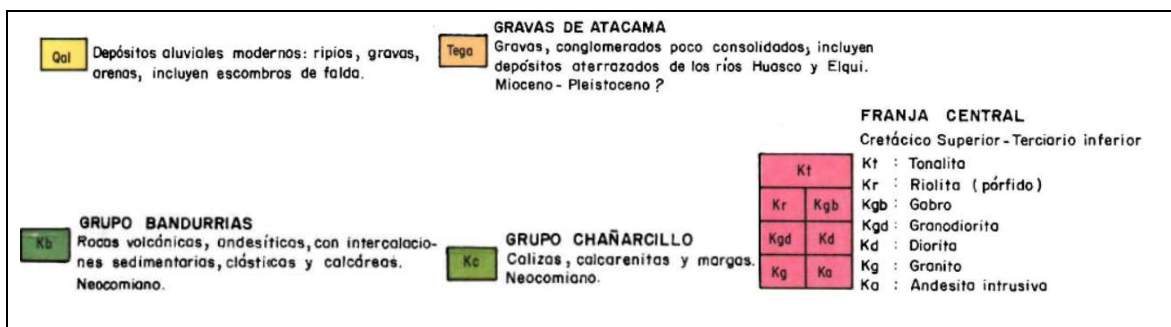 Qal
Depósitos aluviales modernos: ripios, gravas,
arenas, incluyen escombros de falda.
Tega
GRAVAS DE ATACAMA
Gravas, conglomerados poco consolidados; incluyen
depósitos aterrazados de los ríos Huasco y Elqui.
Mioceno - Pleistoceno ?
FRANJA CENTRAL
Cretácico Superior - Terciario inferior
Kt
Kr Kgb
Kgd Kd
Kg Ka
Kt : Tonalita
Kr : Riolita ( pórfido )
Kgb : Gabro
Kgd : Granodiorita
Kd : Diorita
Kg : Granito
Ka : Andesita intrusiva
Kb
GRUPO BANDURRIAS
Rocas volcánicas, andesíticas, con intercalacio-
nes sedimentarias, clásticas y calcáreas.
Neocomiano.
Kc
GRUPO CHAÑARCILLO
Calizas, calcarenitas y margas.
Neocomiano.